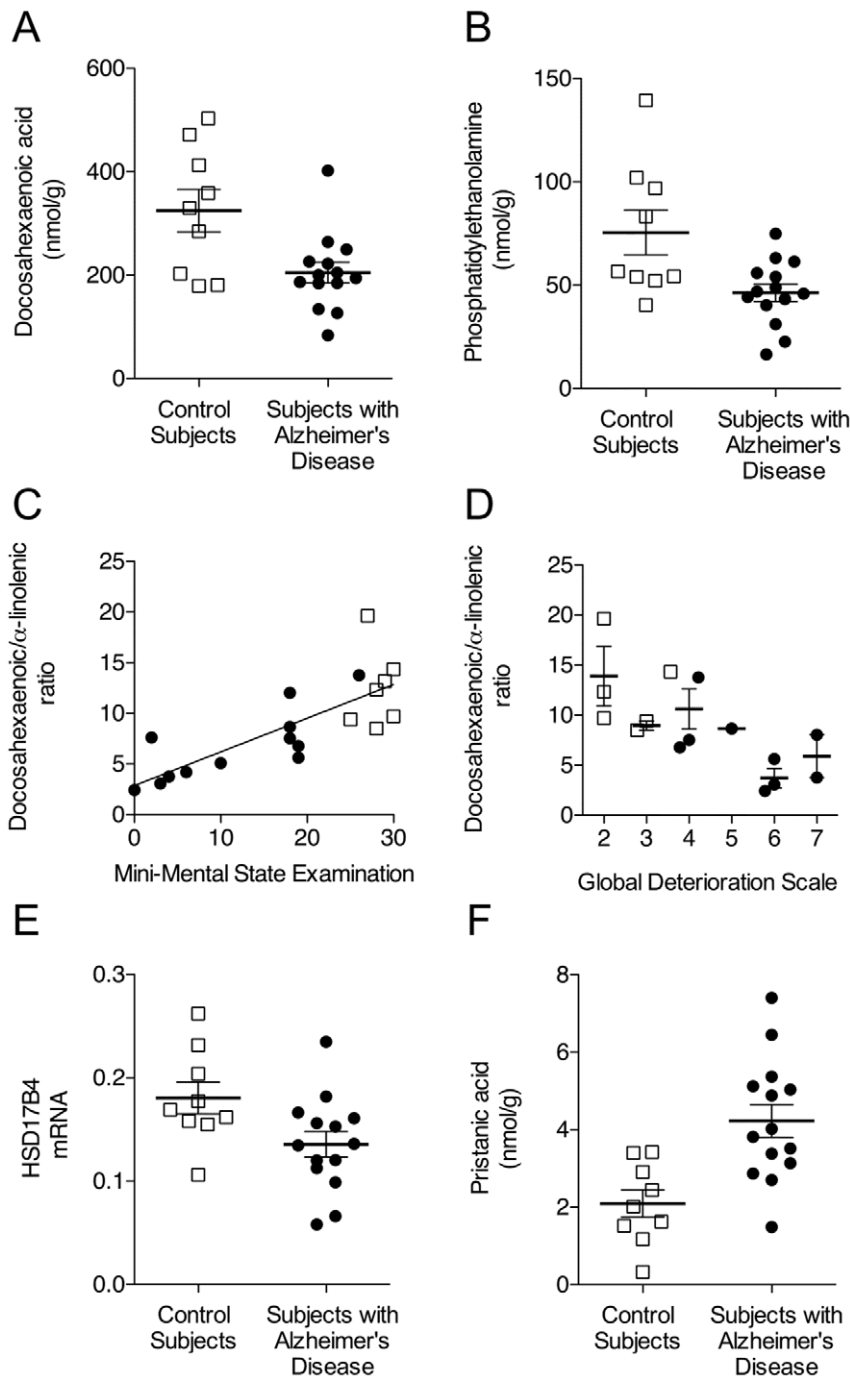 A
Docosahexaenoic acid
(nmol/g)
600
400
200
0
Control
Subjects
Subjects with
Alzheimer's
Disease
B
Phosphatidylethanolamine
(nmol/g)
150
100
50
0
Control
Subjects
Subjects with
Alzheimer's
Disease
C
Docosahexaenoic/α-linolenic
ratio
25
20
15
10
5
0
0 10 20 30
Mini-Mental State Examination
D
Docosahexaenoic/α-linolenic
ratio
25
20
15
10
5
0
2 3 4 5 6 7
Global Deterioration Scale
E
HSD17B4
mRNA
0.3
0.2
0.1
0.0
Control
Subjects
Subjects with
Alzheimer's
Disease
F
Pristanic acid
(nmol/g)
8
6
4
2
0
Control
Subjects
Subjects with
Alzheimer's
Disease